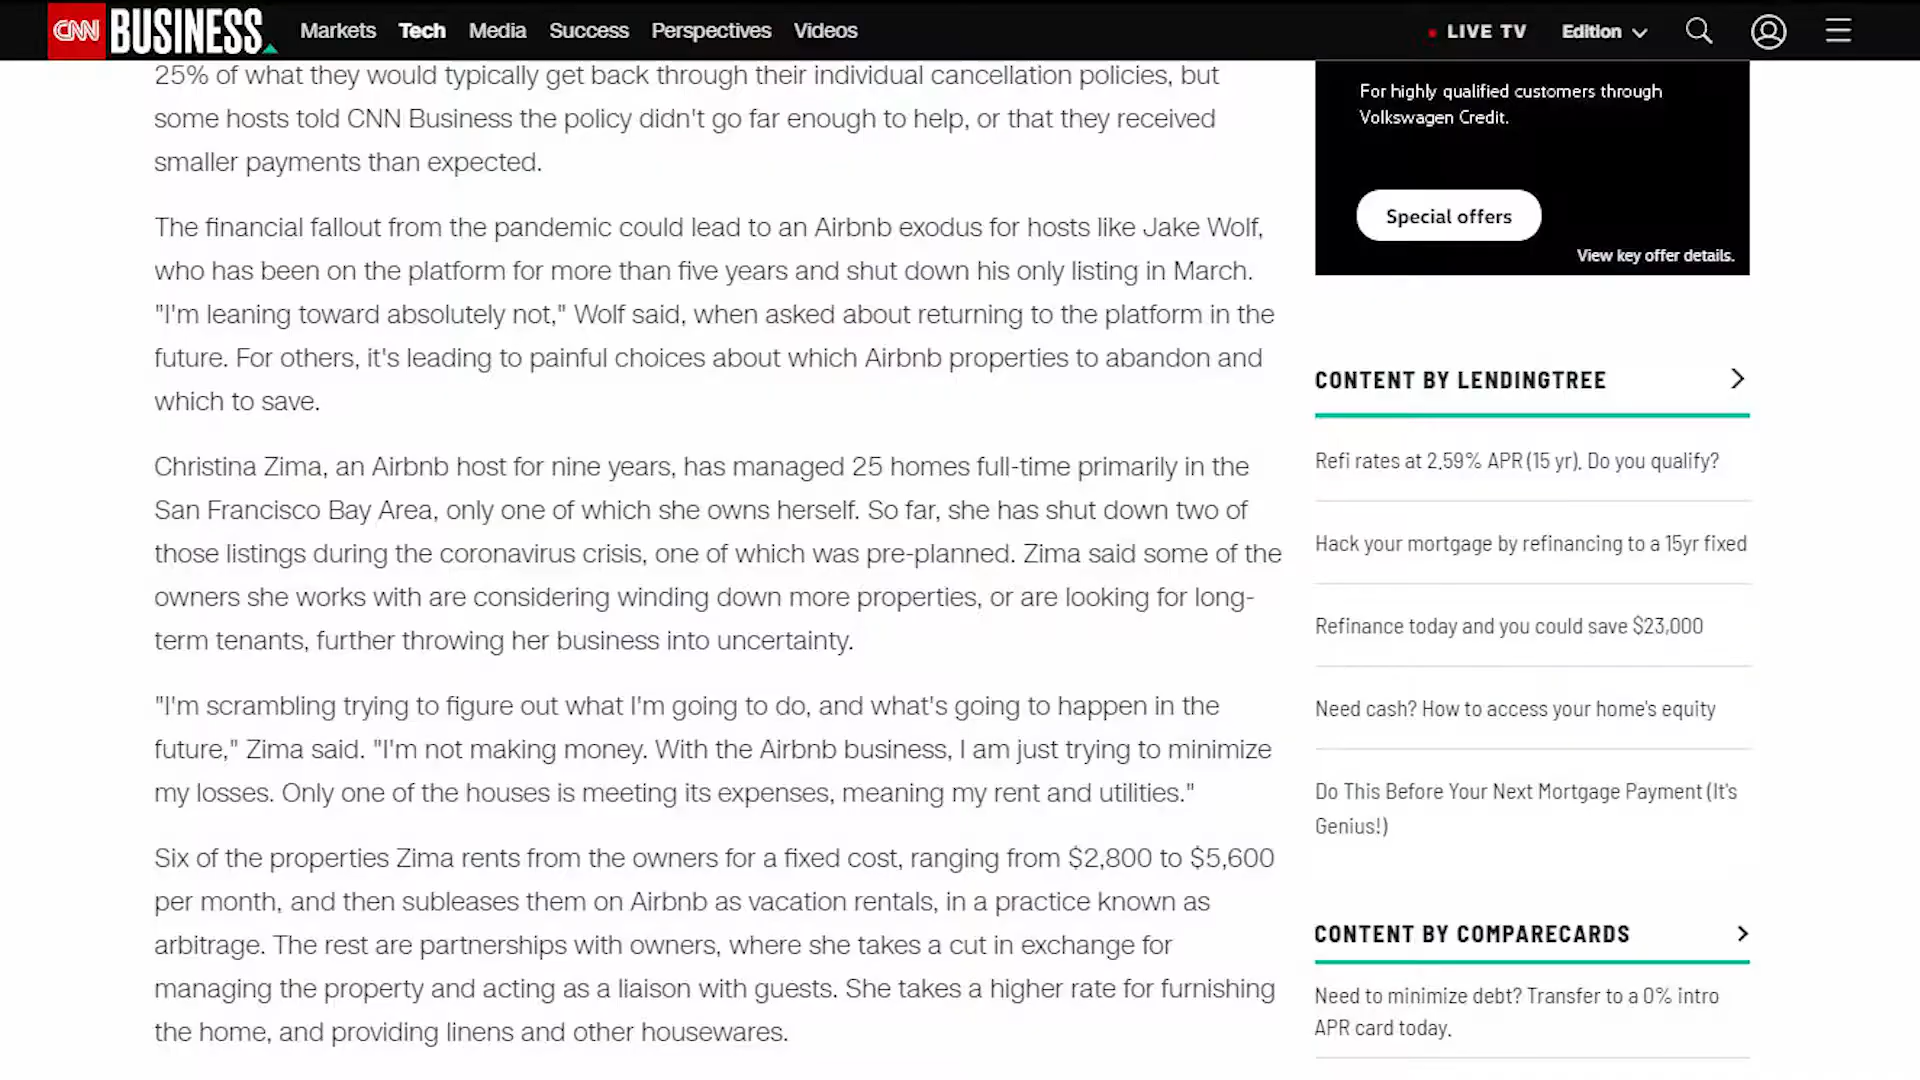 CNN BUSINESS Markets Tech Media Success Perspectives Videos LIVE TV Edition
25% of what they would typically get back through their individual cancellation policies, but
some hosts told CNN Business the policy didn't go far enough to help, or that they received
smaller payments than expected.
The financial fallout from the pandemic could lead to an Airbnb exodus for hosts like Jake Wolf,
who has been on the platform for more than five years and shut down his only listing in March.
"I'm leaning toward absolutely not," Wolf said, when asked about returning to the platform in the
future. For others, it's leading to painful choices about which Airbnb properties to abandon and
which to save.
Christina Zima, an Airbnb host for nine years, has managed 25 homes full-time primarily in the
San Francisco Bay Area, only one of which she owns herself. So far, she has shut down two of
those listings during the coronavirus crisis, one of which was pre-planned. Zima said some of the
owners she works with are considering winding down more properties, or are looking for long-
term tenants, further throwing her business into uncertainty.
"I'm scrambling trying to figure out what I'm going to do, and what's going to happen in the
future," Zima said. "I'm not making money. With the Airbnb business, I am just trying to minimize
my losses. Only one of the houses is meeting its expenses, meaning my rent and utilities."
Six of the properties Zima rents from the owners for a fixed cost, ranging from $2,800 to $5,600
per month, and then subleases them on Airbnb as vacation rentals, in a practice known as
arbitrage. The rest are partnerships with owners, where she takes a cut in exchange for
managing the property and acting as a liaison with guests. She takes a higher rate for furnishing
the home, and providing linens and other housewares.
For highly qualified customers through
Volkswagen Credit.
Special offers
View key offer details.
CONTENT BY LENDINGTREE
Refi rates at 2.59% APR (15 yr). Do you qualify?
Hack your mortgage by refinancing to a 15yr fixed
Refinance today and you could save $23,000
Need cash? How to access your home's equity
Do This Before Your Next Mortgage Payment (It's
Genius!)
CONTENT BY COMPARECARDS
Need to minimize debt? Transfer to a 0% intro
APR card today.